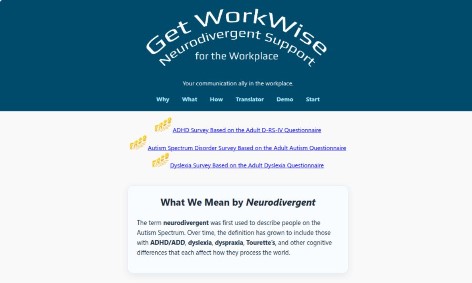 Get WorkWise
Neurodivergent Support
for the Workplace
Your communication ally in the workplace.
Why What How Translator Demo Start
FREE ADHD Survey Based on the Adult D-RS-IV Questionnaire
FREE Autism Spectrum Disorder Survey Based on the Adult Autism Questionnaire
FREE Dyslexia Survey Based on the Adult Dyslexia Questionnaire
What We Mean by Neurodivergent
The term neurodivergent was first used to describe people on the
Autism Spectrum. Over time, the definition has grown to include those
with ADHD/ADD, dyslexia, dyspraxia, Tourette's, and other cognitive
differences that each affect how they process the world.